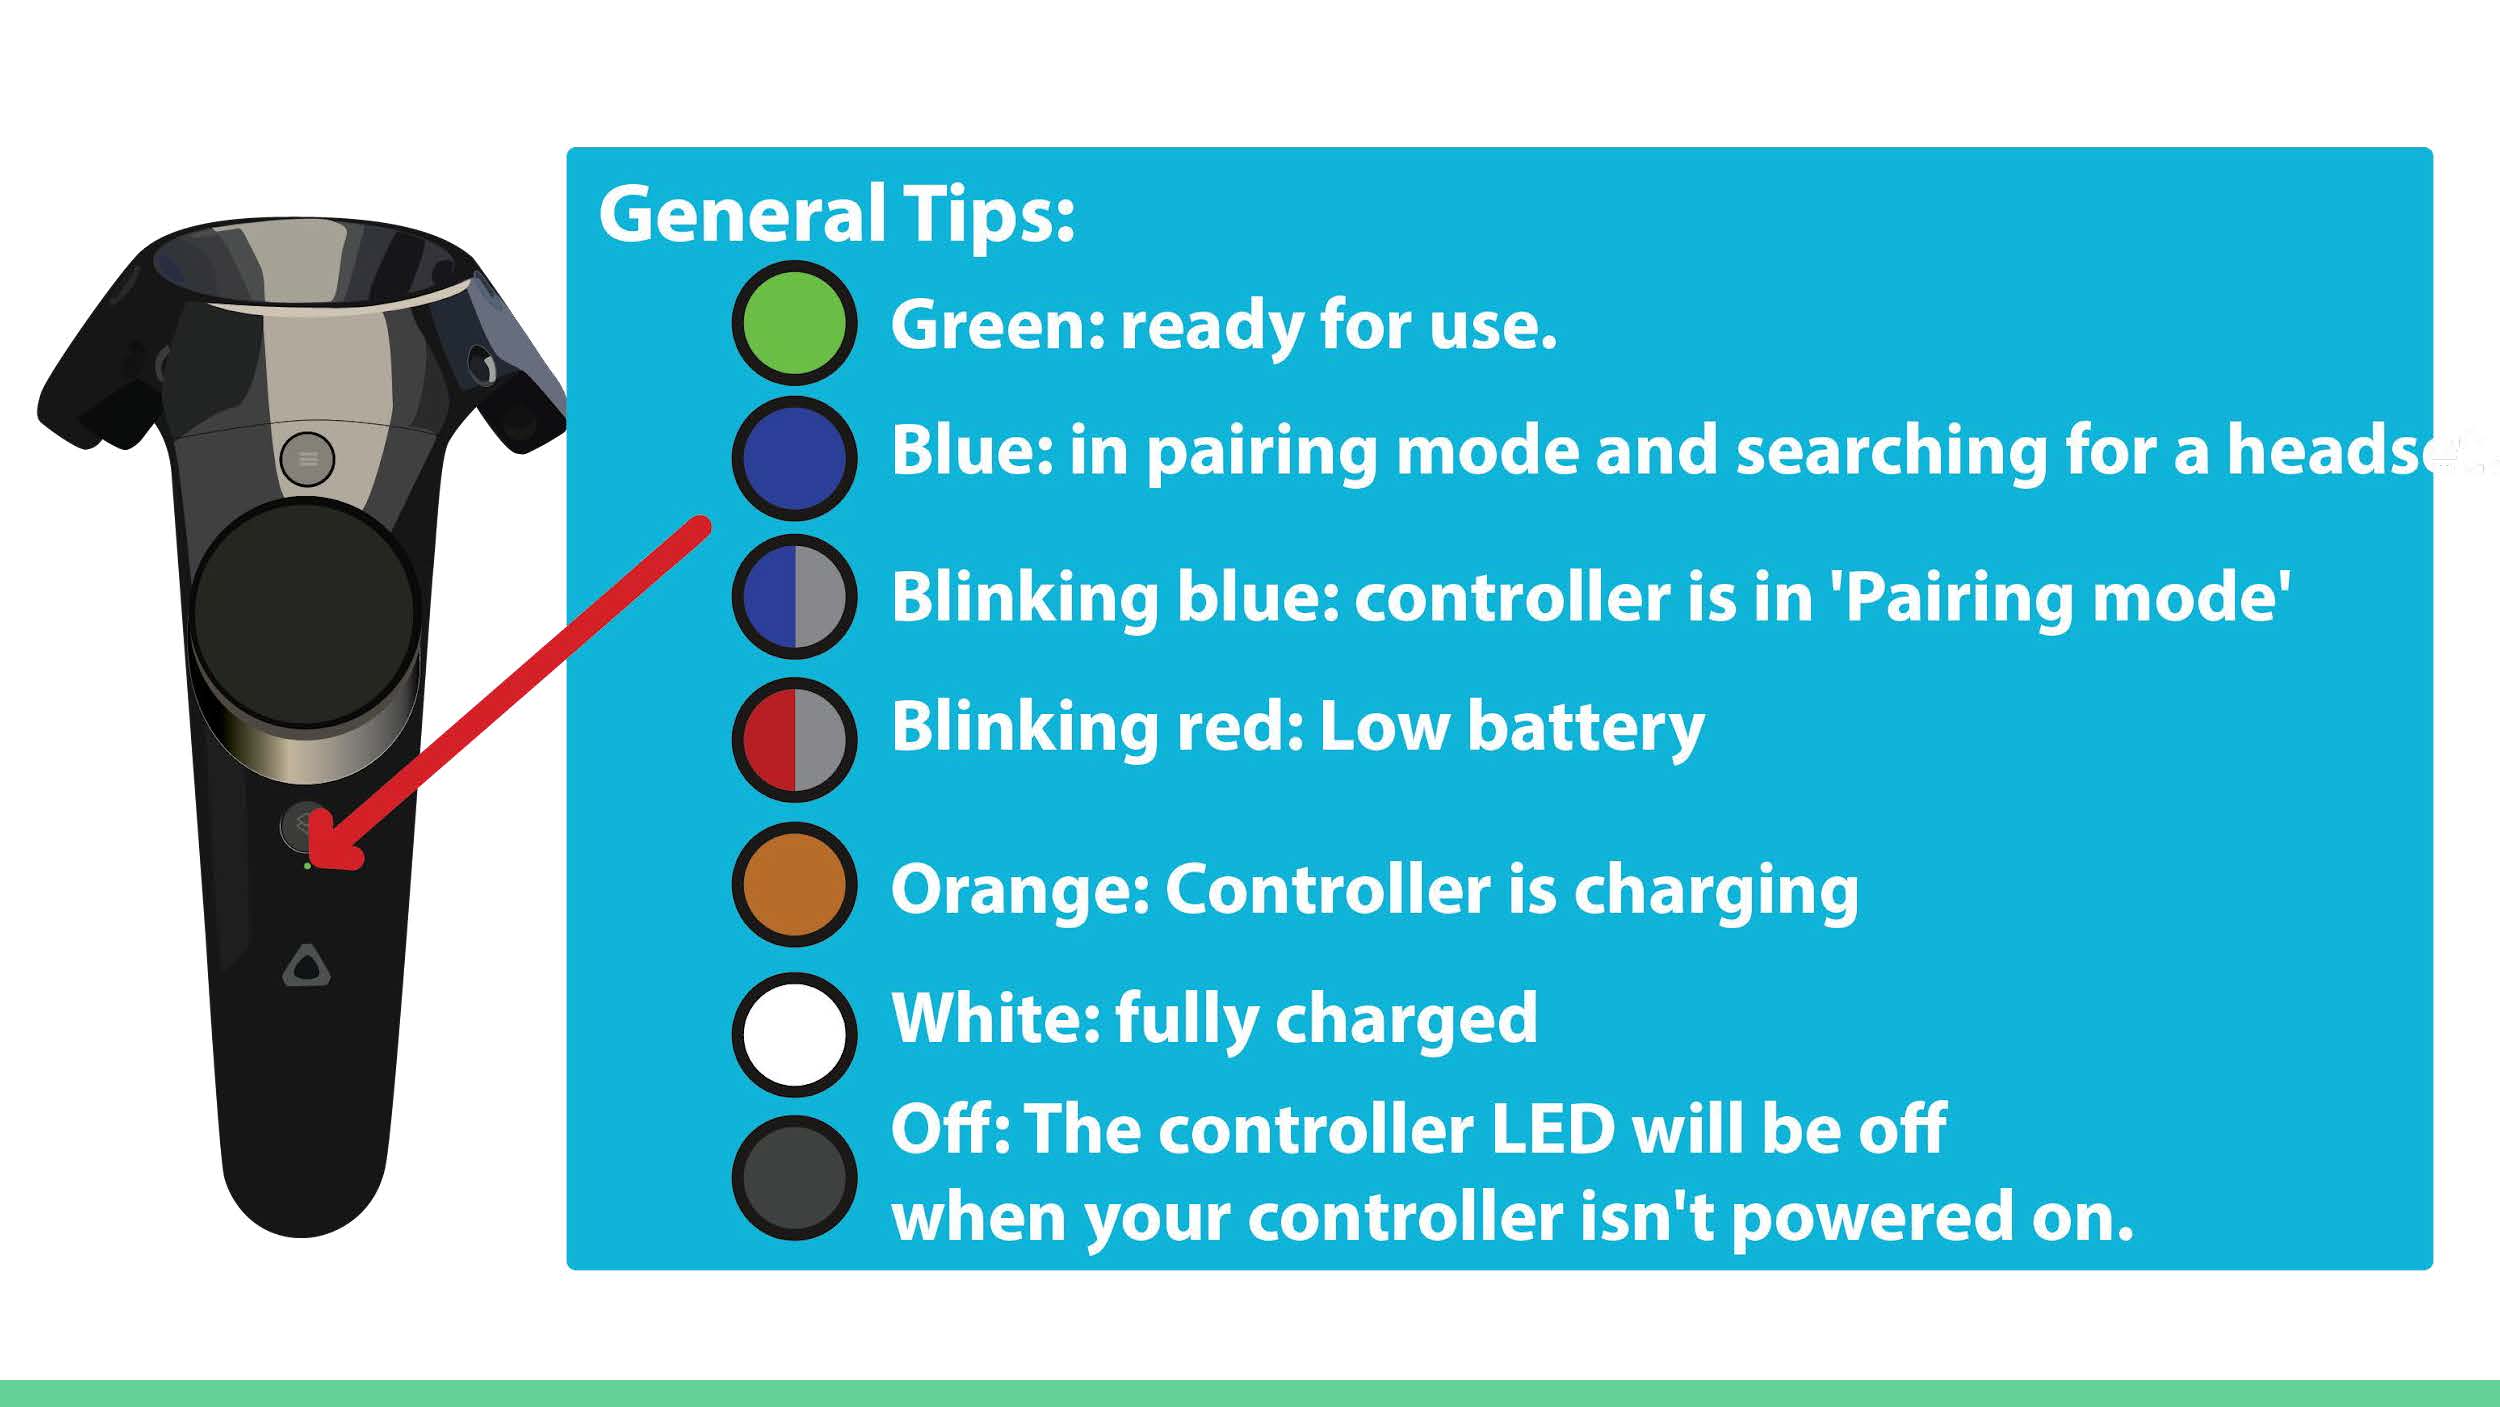 General Tips:
Green: ready for use.
Blue: in pairing mode and searching for a headset.
Blinking blue: controller is in 'Pairing mode'
Blinking red: Low battery
Orange: Controller is charging
White: fully charged
Off: The controller LED will be off
when your controller isn't powered on.